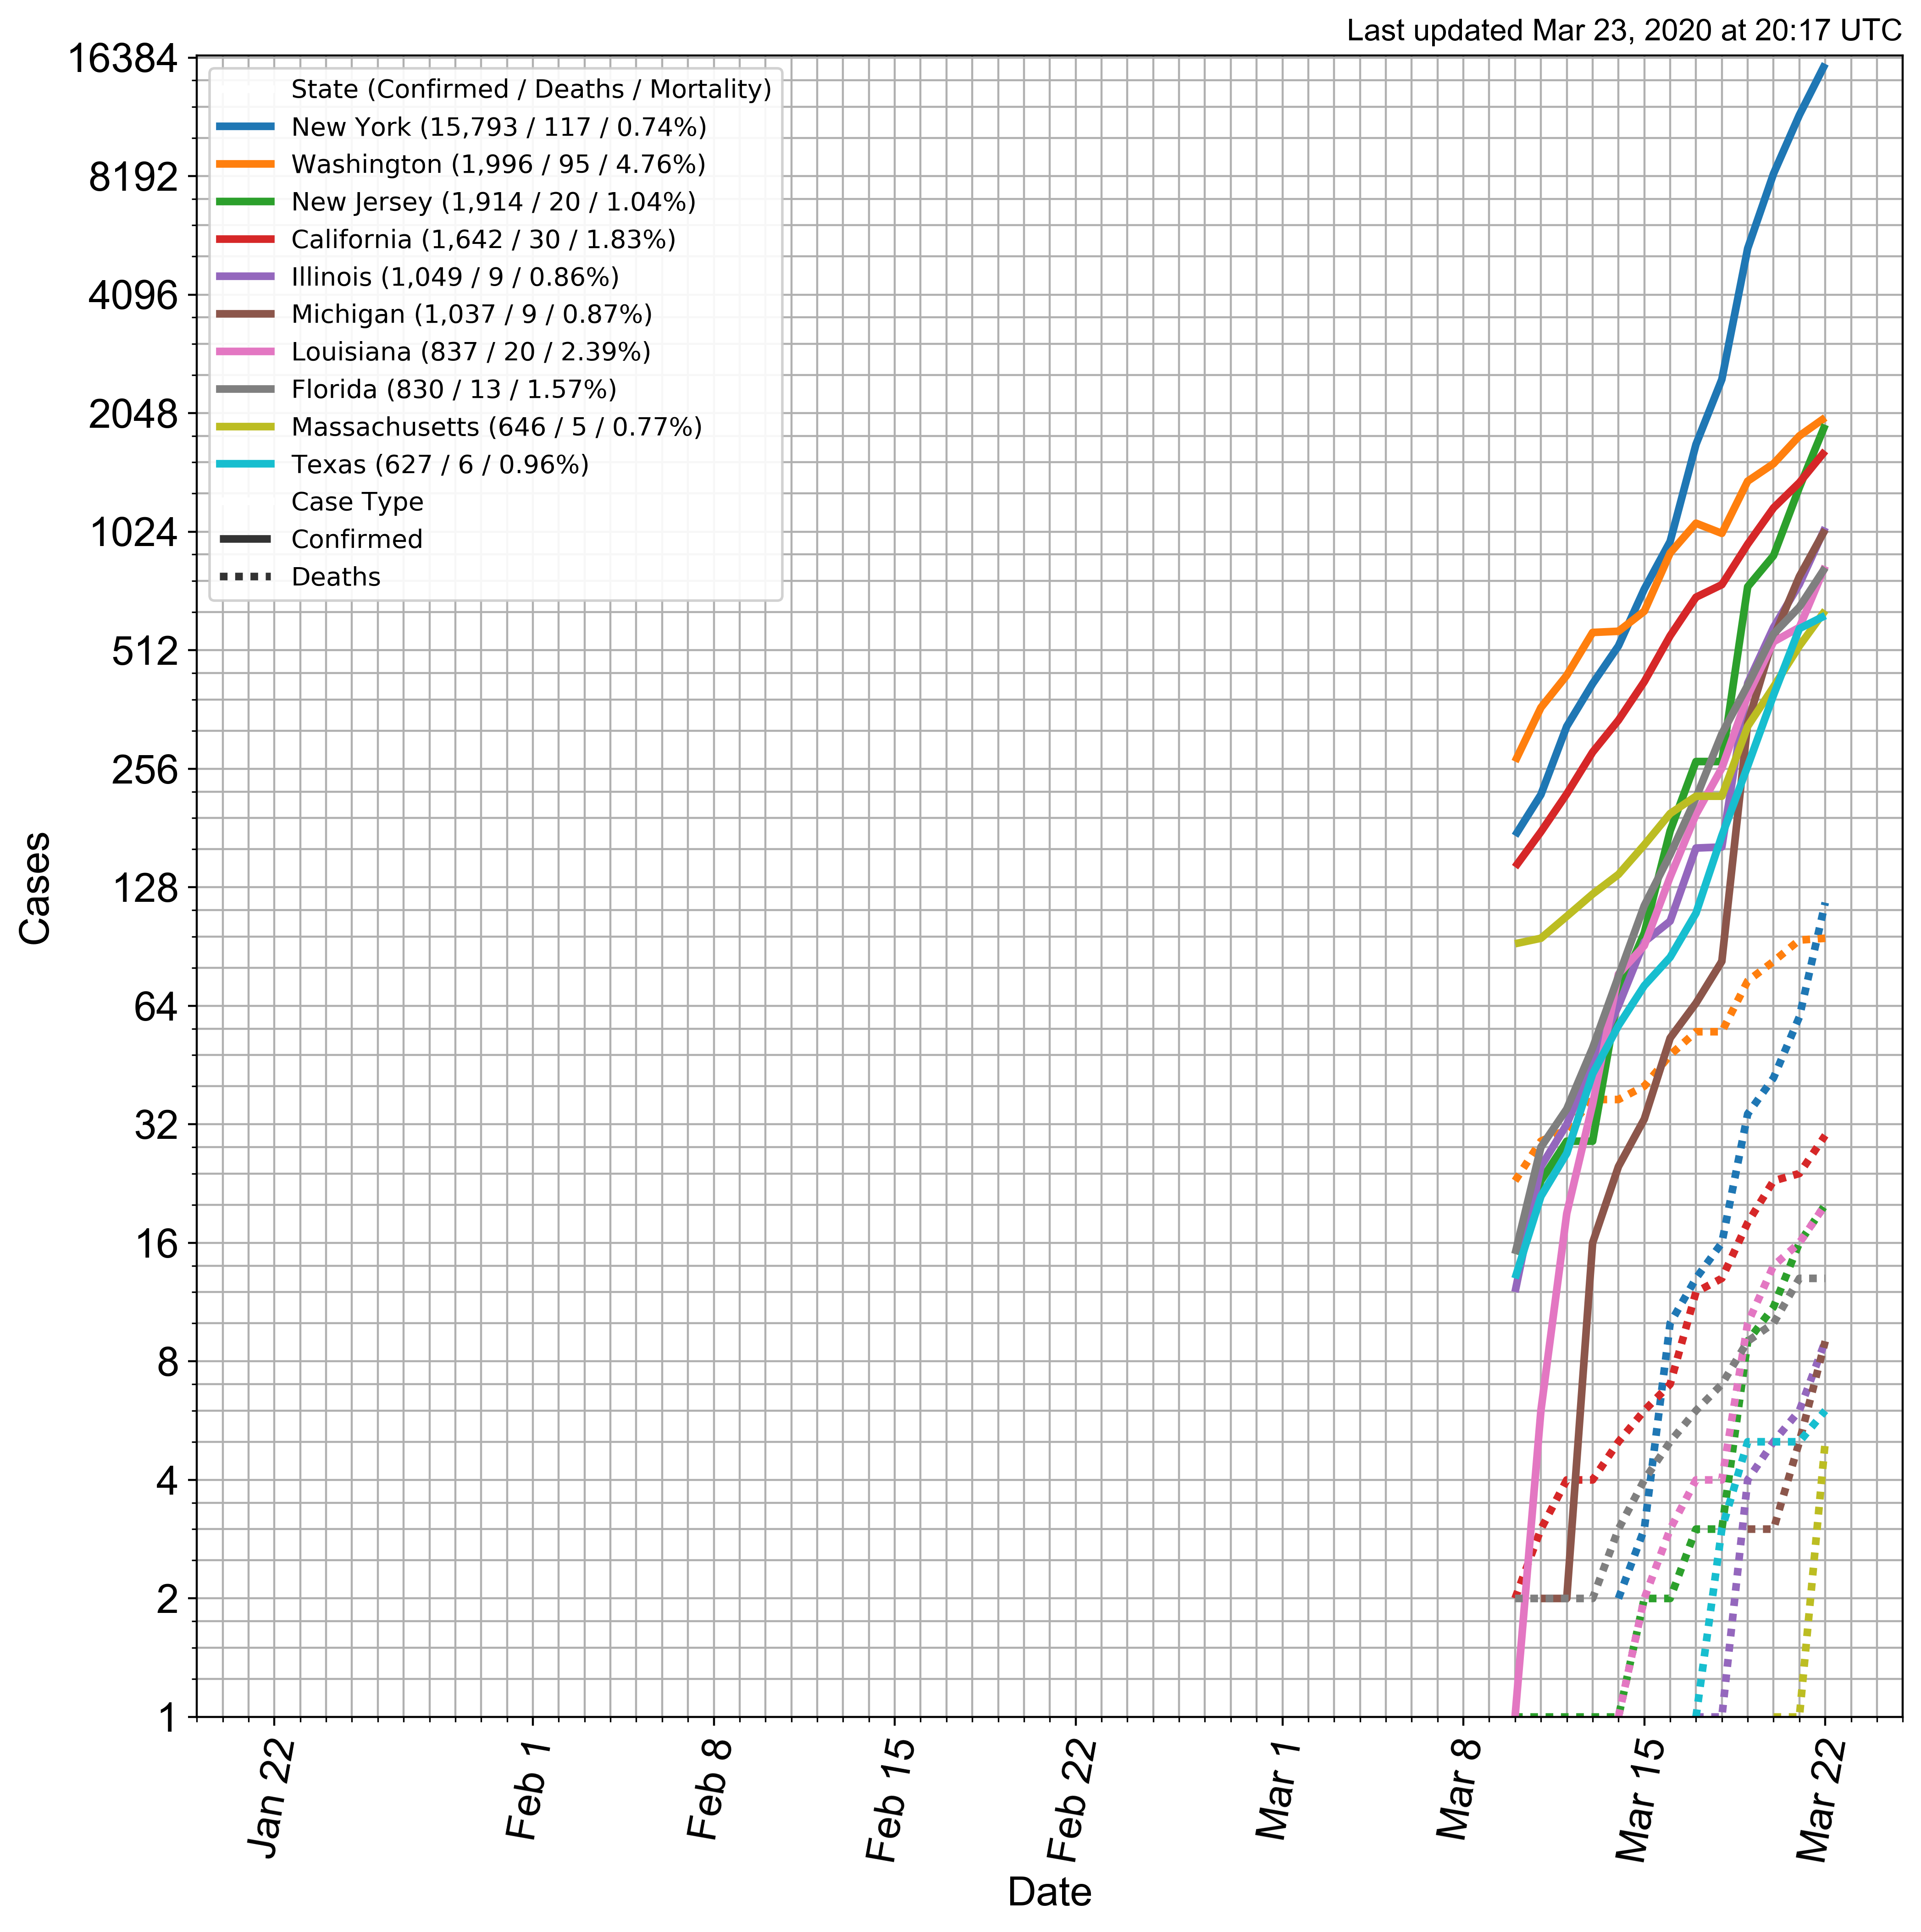 Last updated Mar 23, 2020 at 20:17 UTC
16384
8192
4096
2048
1024
512
256
128
64
32
16
8
4
2
1
Cases
State (Confirmed / Deaths / Mortality)
New York (15,793 / 117 / 0.74%)
Washington (1,996 / 95 / 4.76%)
New Jersey (1,914 / 20 / 1.04%)
California (1,642 / 30 / 1.83%)
Illinois (1,049 / 9 / 0.86%)
Michigan (1,037 / 9 / 0.87%)
Louisiana (837 / 20 / 2.39%)
Florida (830 / 13 / 1.57%)
Massachusetts (646 / 5 / 0.77%)
Texas (627 / 6 / 0.96%)
Case Type
Confirmed
Deaths
Jan 22
Feb 1
Feb 8
Feb 15
Feb 22
Mar 1
Mar 8
Mar 15
Mar 22
Date